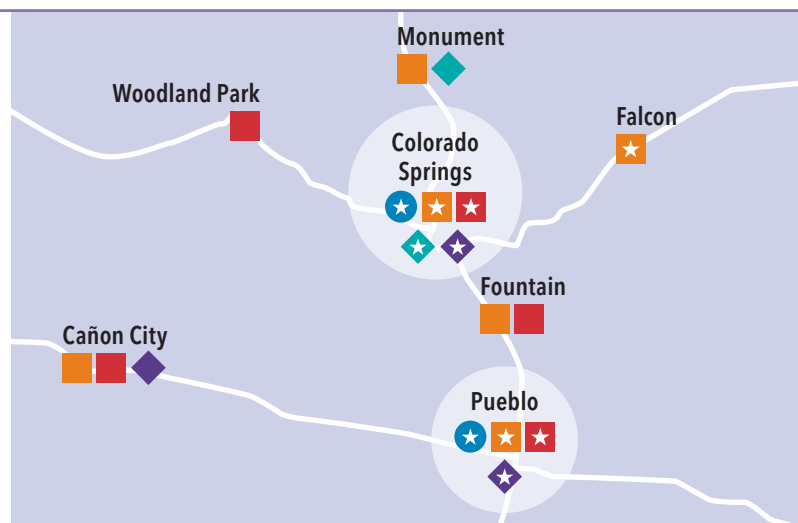 Monument
Woodland Park
Falcon
Colorado
Springs
Fountain
Cañon City
Pueblo